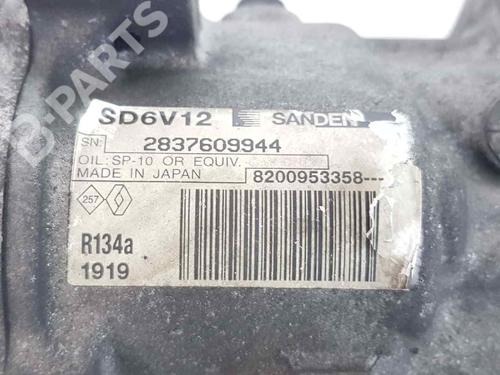 B-PARTS
SD6V12 SANDEN
SN: 2837609944
OIL: SP-10 OR EQUIV.
MADE IN JAPAN 8200953358---
257
R134a
1919